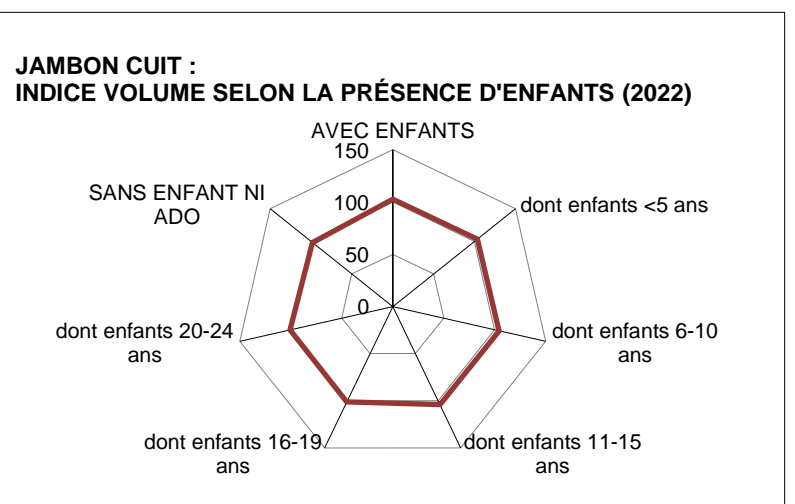 JAMBON CUIT :
INDICE VOLUME SELON LA PRÉSENCE D'ENFANTS (2022)
AVEC ENFANTS
150
100
50
0
dont enfants <5 ans
dont enfants 6-10
ans
dont enfants 11-15
ans
dont enfants 16-19
ans
dont enfants 20-24
ans
SANS ENFANT NI
ADO